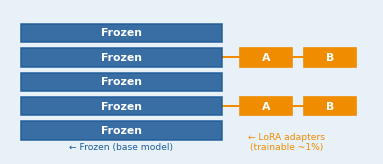 Frozen
Frozen A B
Frozen
Frozen A B
Frozen
← Frozen (base model)
← LoRA adapters
(trainable ~1%)